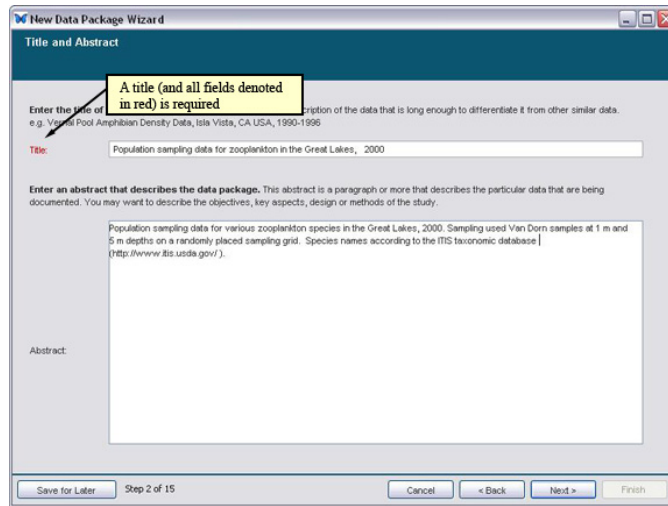 New Data Package Wizard
Title and Abstract
A title (and all fields denoted
in red) is required
Enter the title of cription of the data that is long enough to differentiate it from other similar data.
e.g. Vernal Pool Amphibian Density Data, Isla Vista, CA USA, 1990-1996
Title:
Population sampling data for zooplankton in the Great Lakes, 2000
Enter an abstract that describes the data package. This abstract is a paragraph or more that describes the particular data that are being
documented. You may want to describe the objectives, key aspects, design or methods of the study.
Population sampling data for various zooplankton species in the Great Lakes, 2000. Sampling used Van Dorn samples at 1 m and
5 m depths on a randomly placed sampling grid. Species names according to the ITIS taxonomic database
(http://www.itis.usda.gov/ ).
Abstract:
Save for Later Step 2 of 15 Cancel < Back Next > Finish